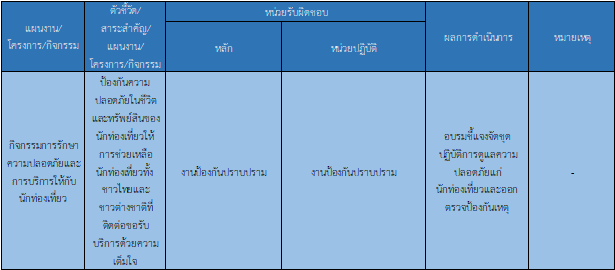 แผนงาน/
โครงการ/กิจกรรม
ตัวชี้วัด/
สาระสำคัญ/
แผนงาน/
โครงการ/กิจกรรม
หน่วยรับผิดชอบ
หลัก
หน่วยปฏิบัติ
ผลการดำเนินการ
หมายเหตุ
กิจกรรมการรักษา
ความปลอดภัยและ
การบริการให้กับ
นักท่องเที่ยว
ป้องกันความ
ปลอดภัยในชีวิต
และทรัพย์สินของ
นักท่องเที่ยวให้
การช่วยเหลือ
นักท่องเที่ยวทั้ง
ชาวไทยและ
ชาวต่างชาติที่
ติดต่อขอรับ
บริการด้วยความ
เต็มใจ
งานป้องกันปราบปราม
งานป้องกันปราบปราม
อบรมชี้แจงจัดชุด
ปฏิบัติการดูแลความ
ปลอดภัยแก่
นักท่องเที่ยวและออก
ตรวจป้องกันเหตุ
-